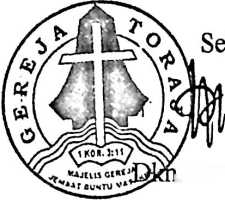 GEREJA TORAJA
Se
1 KOR. 3:11
MAJELIS GEREJA
JEMAAT BUNTU
Dkn